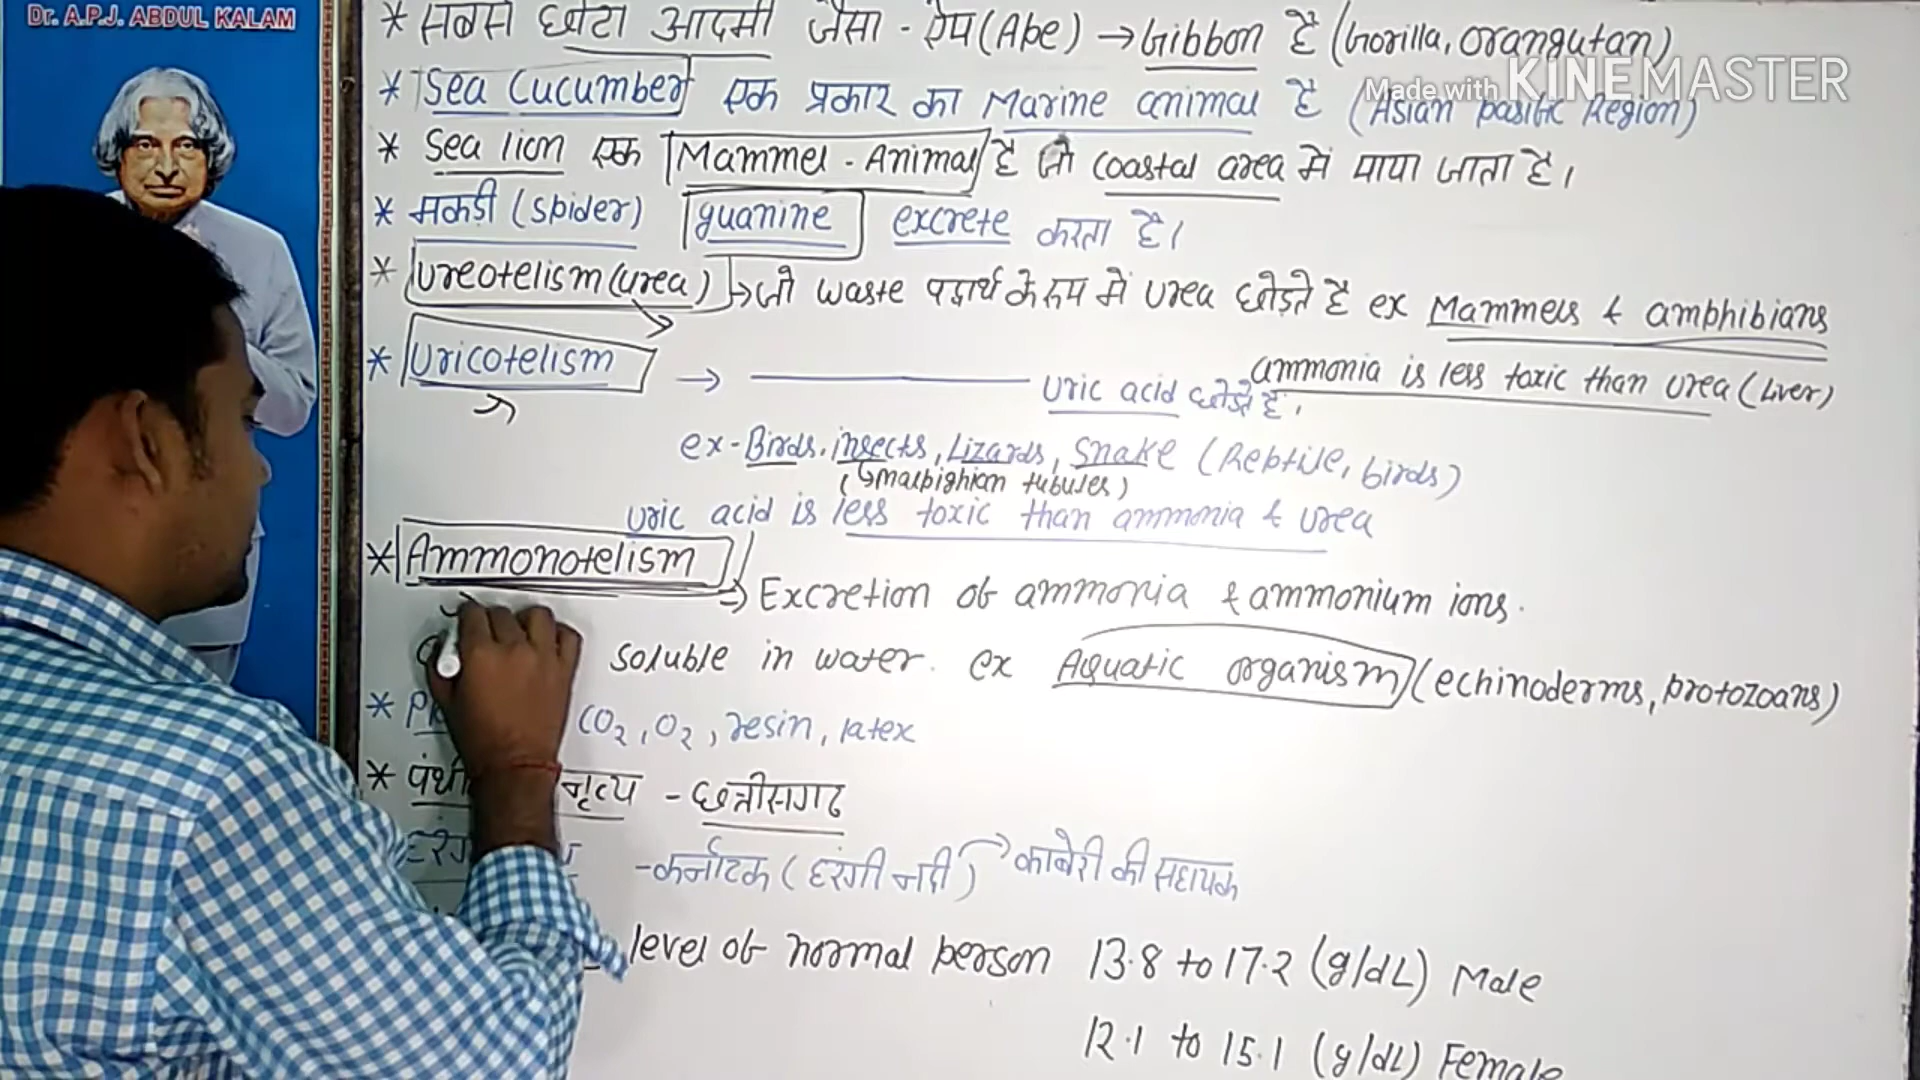 Dr. A.P.J. ABDUL KALAM
* सबसे छोटा आदमी जैसा - ऐप (Abe) → Gibbon है (Gorilla, orangutan)
Made with KINEMASTER
* Sea Cucumber एक प्रकार का Marine animal है (Asian pasific Region)
* Sea lion एक Mammel - Animal है जो coastal area में पाया जाता है।
* मकडी (spider) guanine excrete करता है।
* Ureotelism (urea) → जो waste पदार्थ के रूप में urea छोड़ते है ex Mammels & amphibians
ammonia is less toxic than urea (Liver)
* Uricotelism → uric acid छोड़ते है,
ex - Birds, insects, Lizards, Snake (Reptile, birds)
(↳malpighian tubules)
uric acid is less toxic than ammonia & urea
* Ammonotelism → Excretion of ammonia & ammonium ions.
soluble in water. ex Aquatic organism (echinoderms, protozoans)
* CO2, O2, resin, latex
* पंथी नृत्य - छत्तीसगढ
- कर्नाटक (हरंगी नदी) → काबेरी की सहायक
level of normal person 13.8 to 17.2 (g/dL) Male
12.1 to 15.1 (g/dL) Female